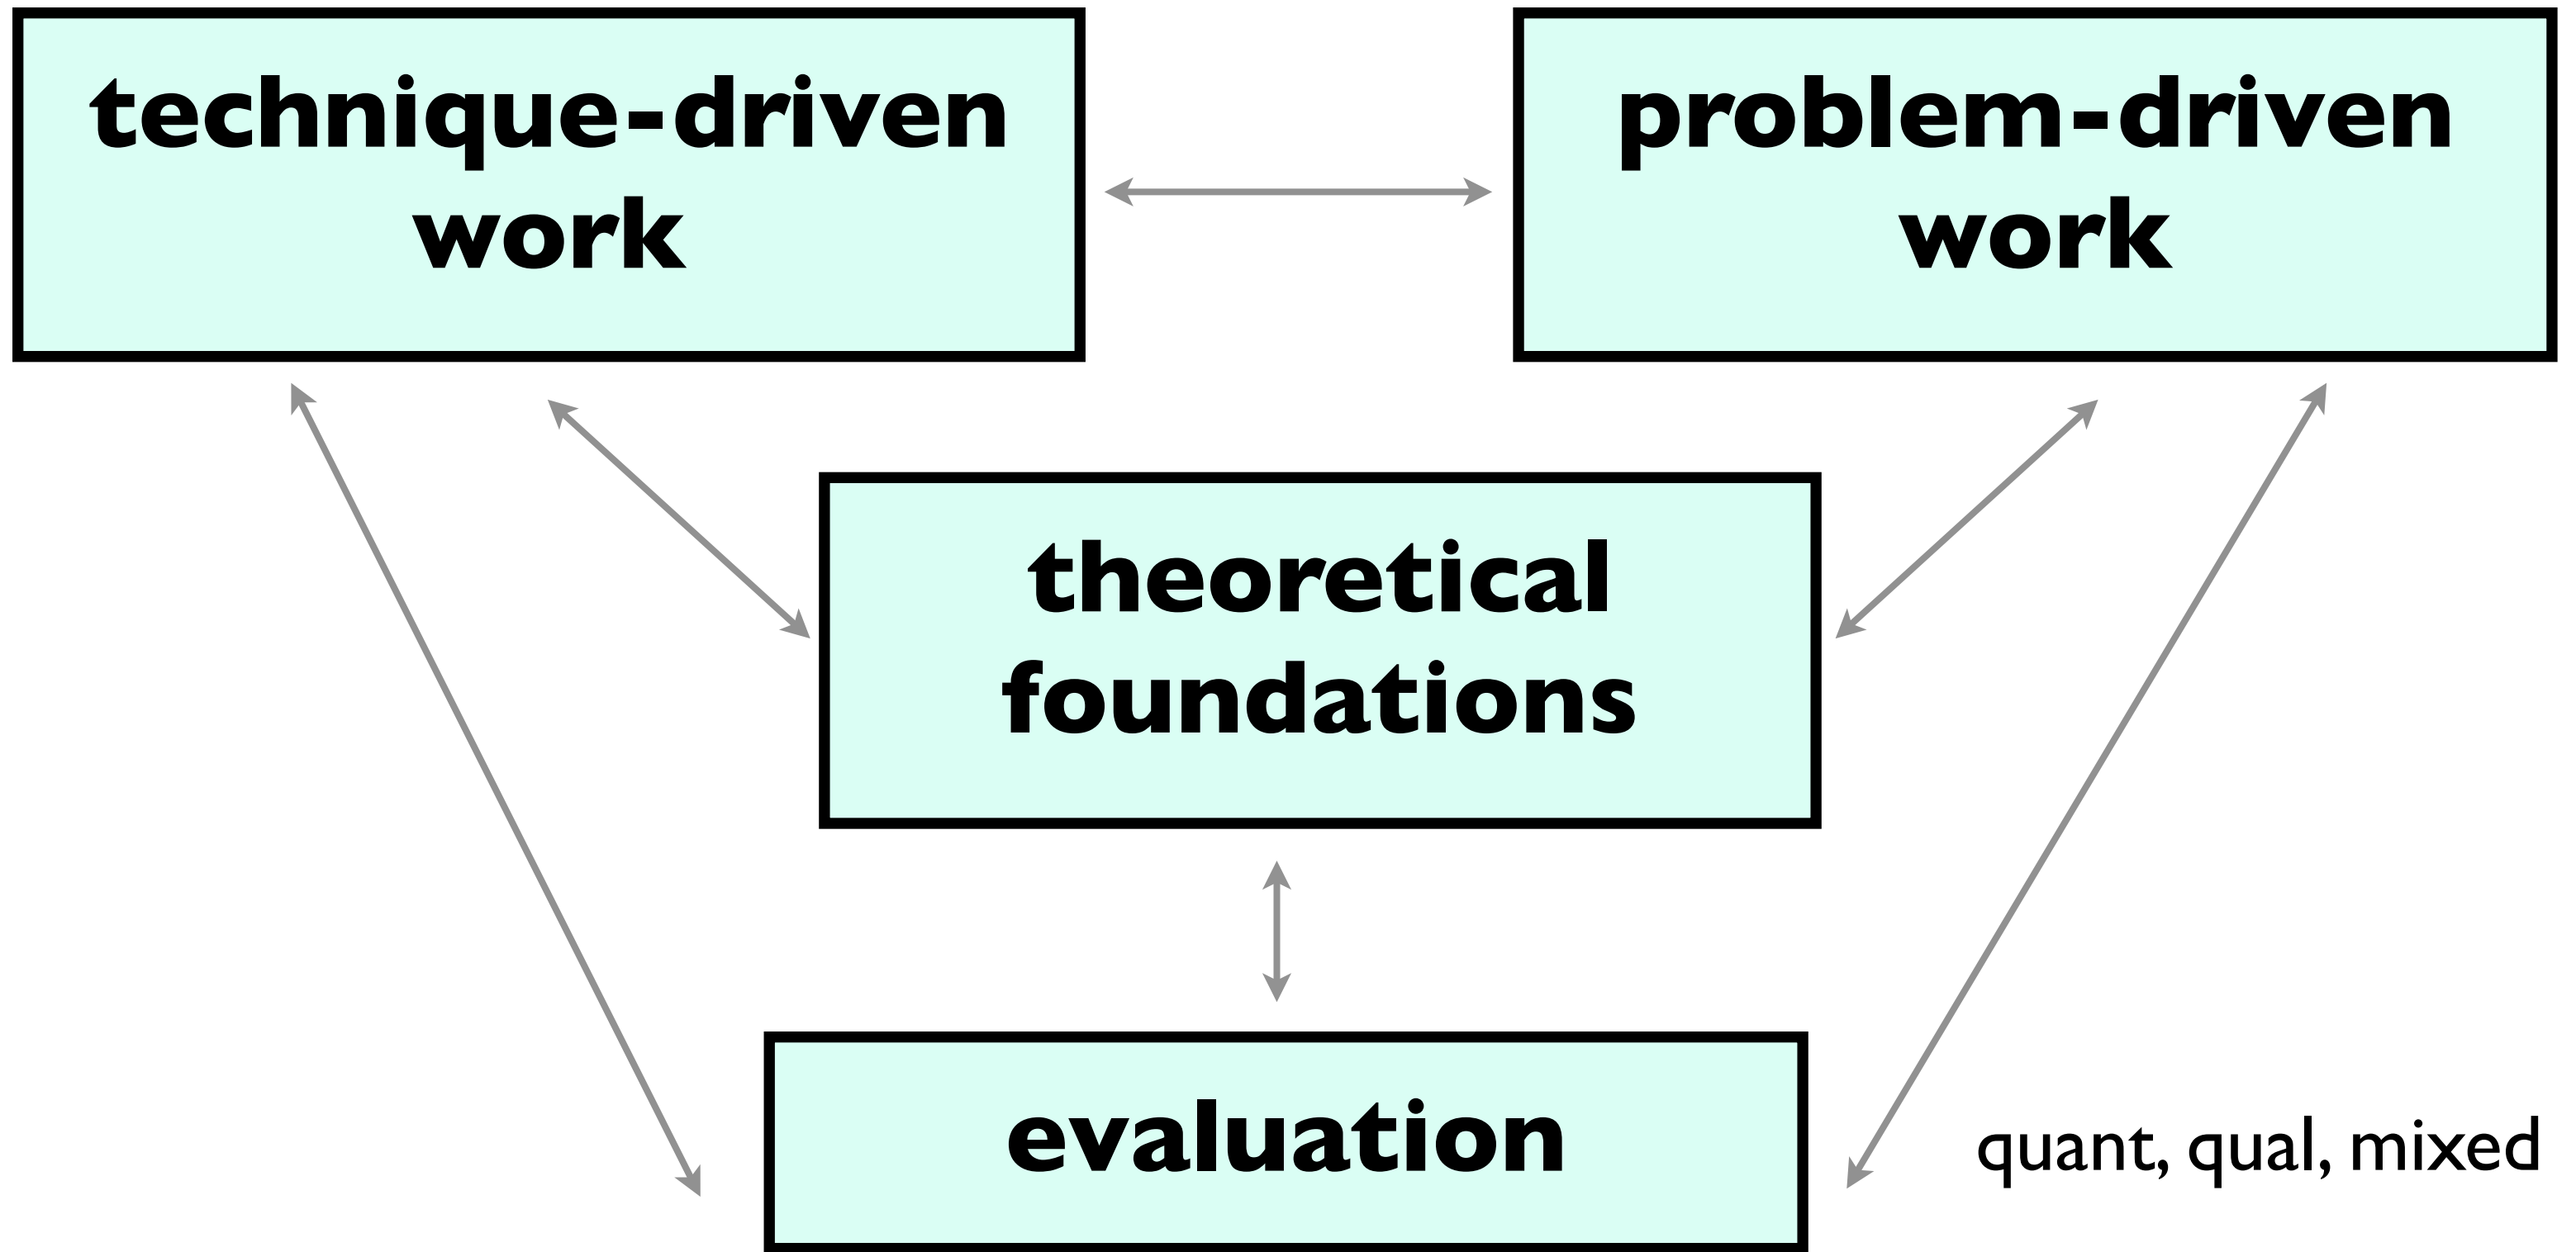 technique-driven
work
problem-driven
work
theoretical
foundations
evaluation
quant, qual, mixed